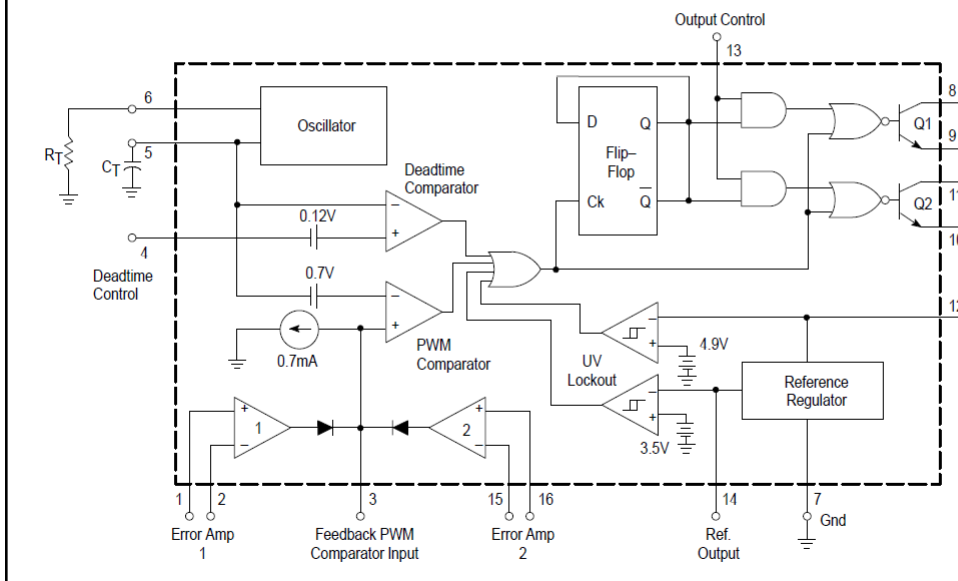 Output Control
13
6
Oscillator
RT
5
CT
D
Q
Flip–
Flop
Ck
Q
8
Q1
9
11
Q2
10
Deadtime
Comparator
0.12V
–
+
4
Deadtime
Control
0.7V
–
+
0.7mA
PWM
Comparator
UV
Lockout
–
+
4.9V
12
Reference
Regulator
–
+
3.5V
+
1
–
+
2
–
1
2
3
15
16
14
7
Error Amp
1
Feedback PWM
Comparator Input
Error Amp
2
Ref.
Output
Gnd